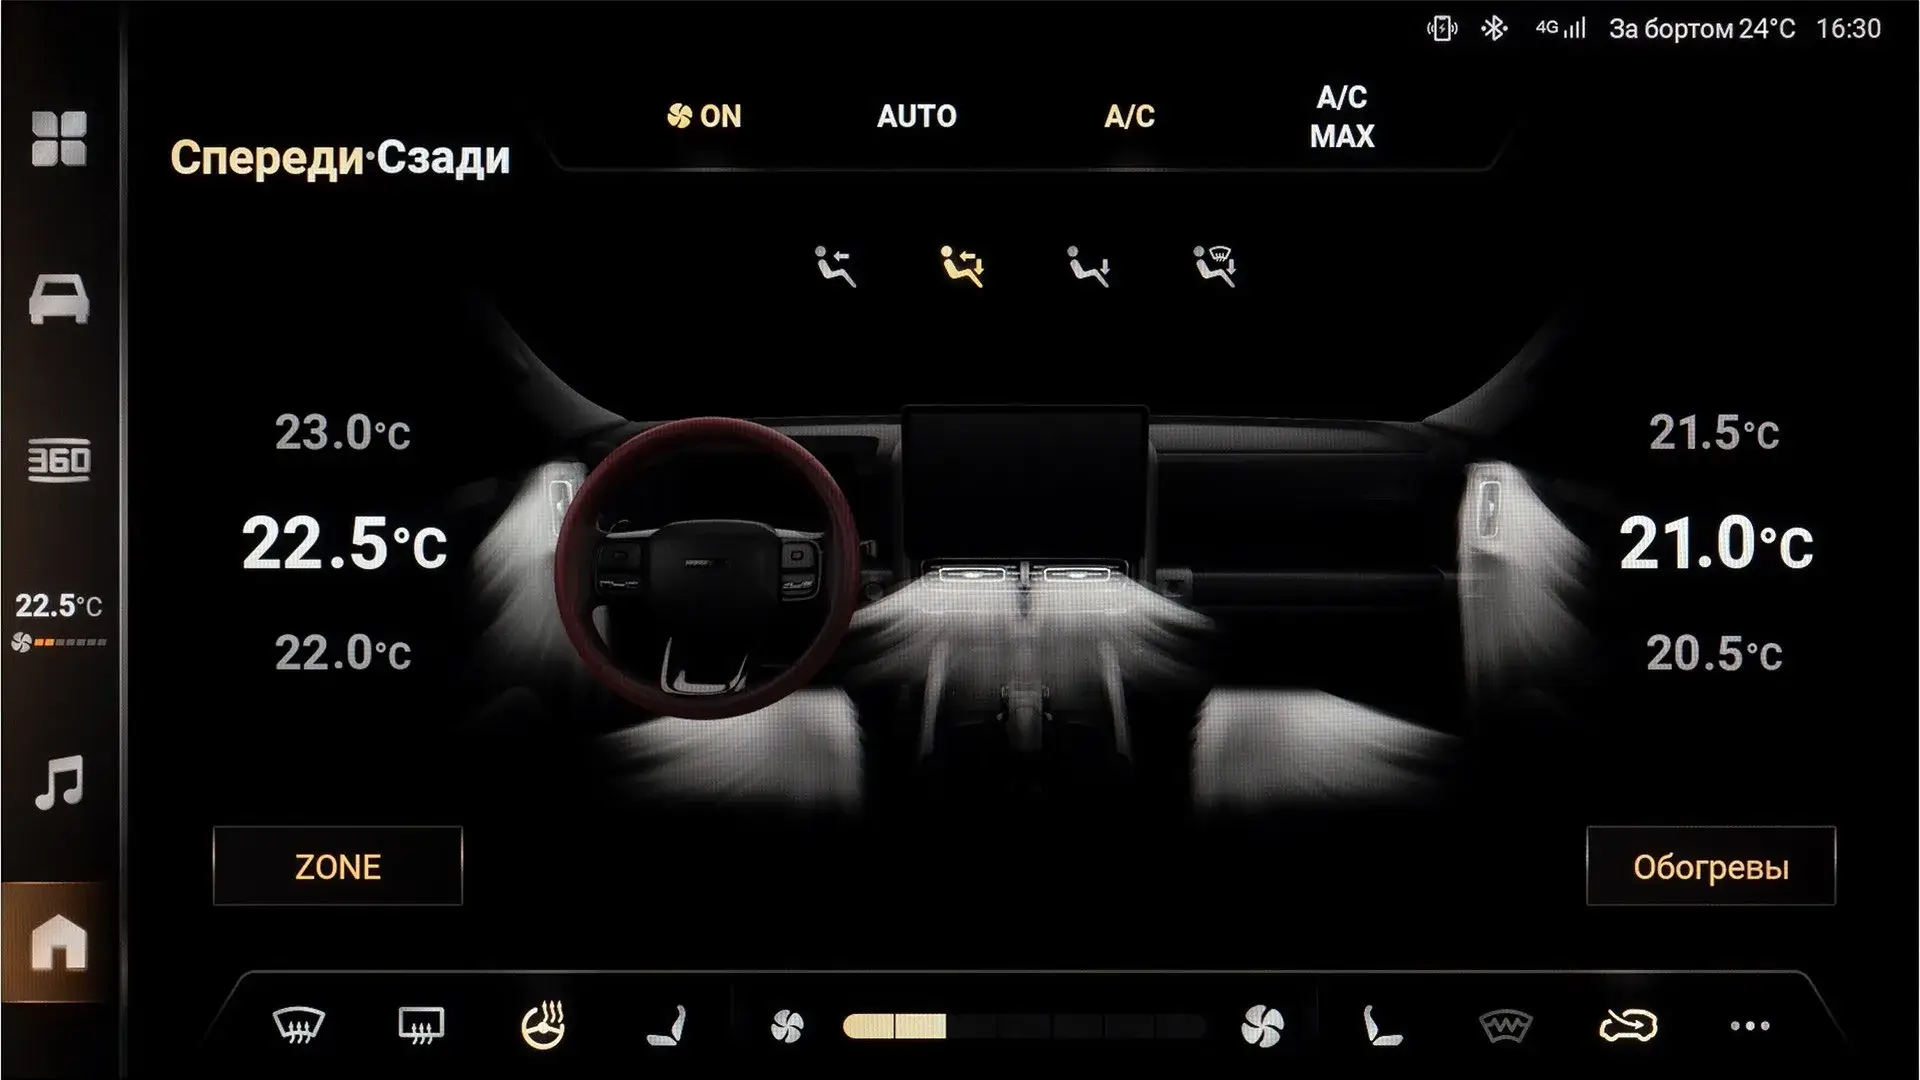 4G За бортом 24°C 16:30
ON AUTO A/C A/C MAX
Спереди·Сзади
360
23.0°C
22.5°C
22.0°C
21.5°C
21.0°C
20.5°C
22.5°C
ZONE
Обогревы